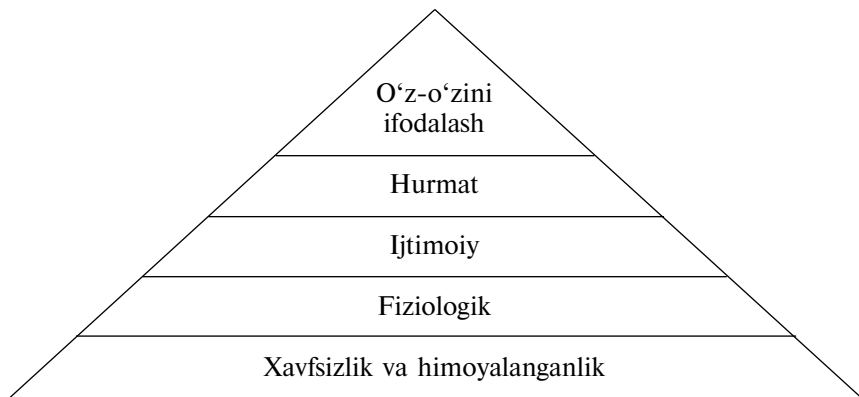 O‘z-o‘zini
ifodalash
Hurmat
Ijtimoiy
Fiziologik
Xavfsizlik va himoyalanganlik